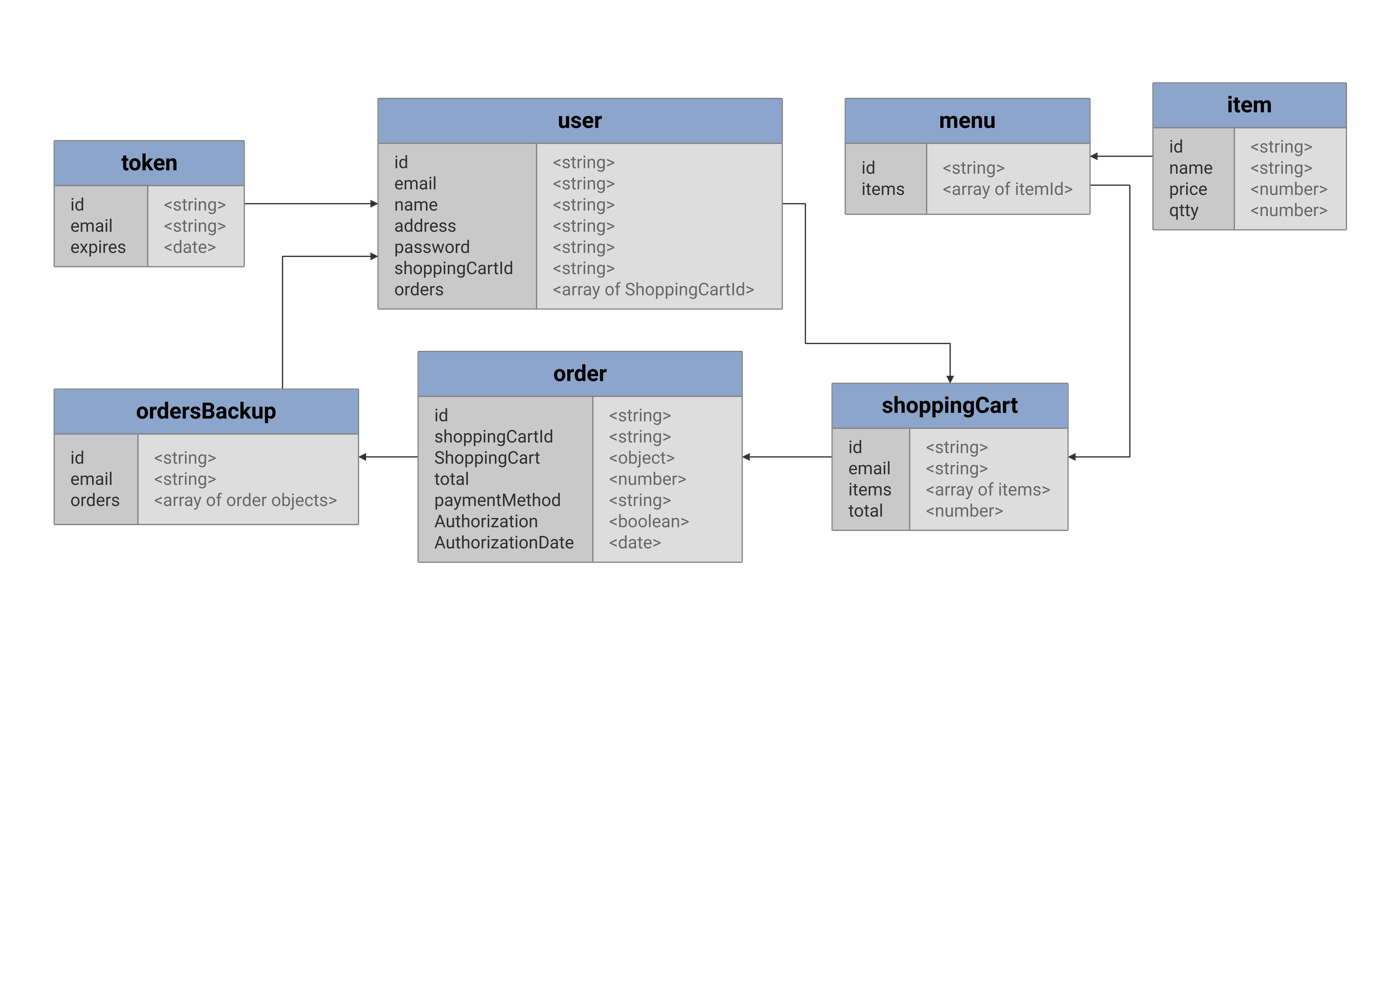 token
id <string>
email <string>
expires <date>
user
id <string>
email <string>
name <string>
address <string>
password <string>
shoppingCartId <string>
orders <array of ShoppingCartId>
menu
id <string>
items <array of itemId>
item
id <string>
name <string>
price <number>
qtty <number>
ordersBackup
id <string>
email <string>
orders <array of order objects>
order
id <string>
shoppingCartId <string>
ShoppingCart <object>
total <number>
paymentMethod <string>
Authorization <boolean>
AuthorizationDate <date>
shoppingCart
id <string>
email <string>
items <array of items>
total <number>